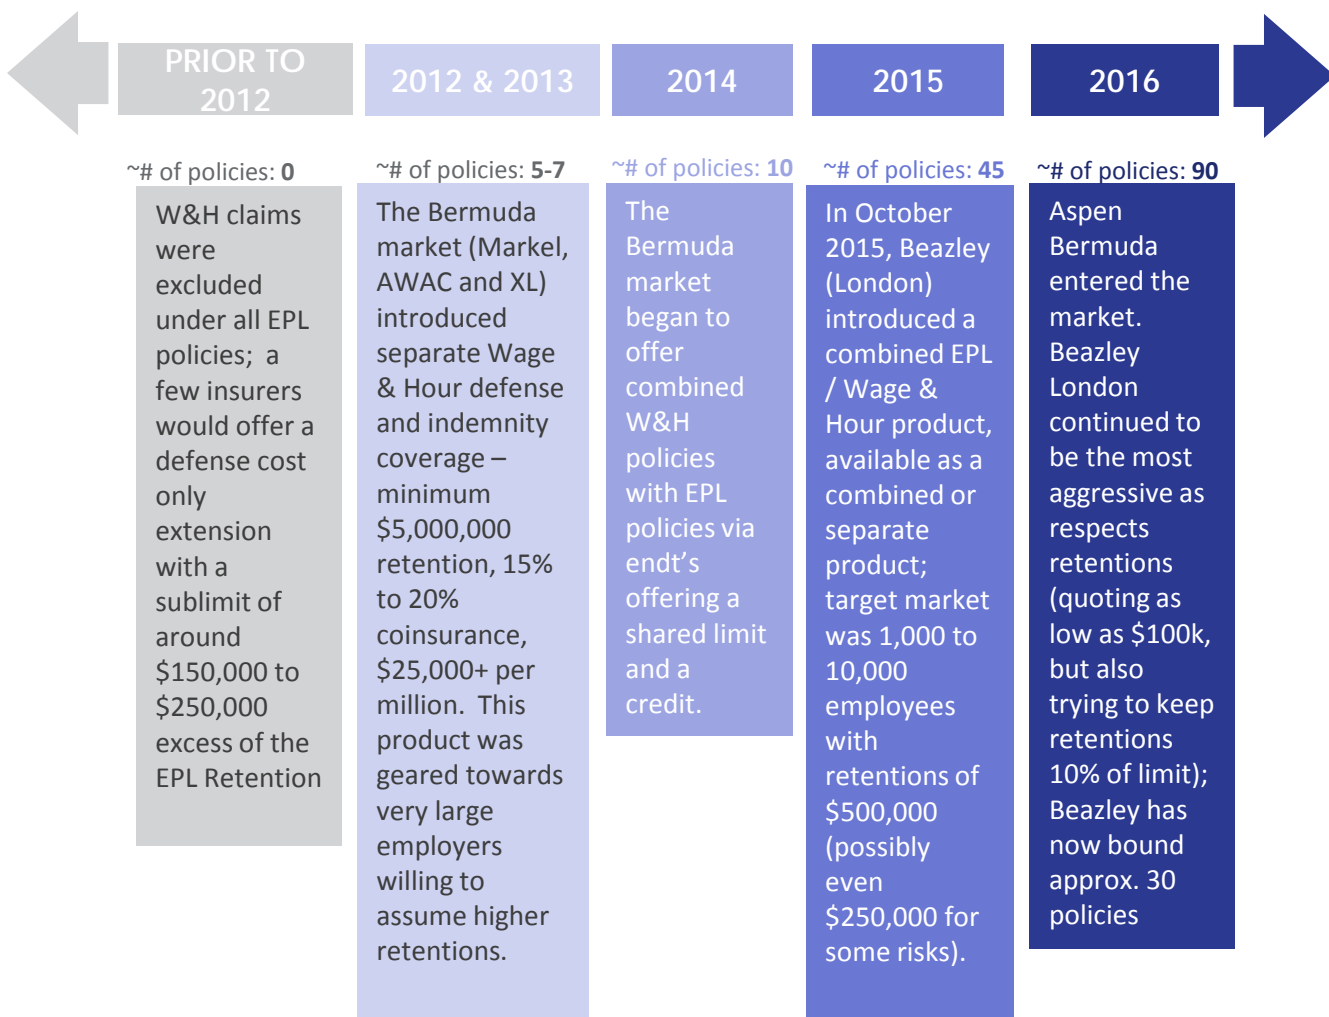 PRIOR TO
2012
~# of policies: 0
W&H claims
were
excluded
under all EPL
policies; a
few insurers
would offer a
defense cost
only
extension
with a
sublimit of
around
$150,000 to
$250,000
excess of the
EPL Retention
2012 & 2013
~# of policies: 5-7
The Bermuda
market (Markel,
AWAC and XL)
introduced
separate Wage
& Hour defense
and indemnity
coverage –
minimum
$5,000,000
retention, 15%
to 20%
coinsurance,
$25,000+ per
million. This
product was
geared towards
very large
employers
willing to
assume higher
retentions.
2014
~# of policies: 10
The
Bermuda
market
began to
offer
combined
W&H
policies
with EPL
policies via
endt’s
offering a
shared limit
and a
credit.
2015
~# of policies: 45
In October
2015, Beazley
(London)
introduced a
combined EPL
/ Wage &
Hour product,
available as a
combined or
separate
product;
target market
was 1,000 to
10,000
employees
with
retentions of
$500,000
(possibly
even
$250,000 for
some risks).
2016
~# of policies: 90
Aspen
Bermuda
entered the
market.
Beazley
London
continued to
be the most
aggressive as
respects
retentions
(quoting as
low as $100k,
but also
trying to keep
retentions
10% of limit);
Beazley has
now bound
approx. 30
policies